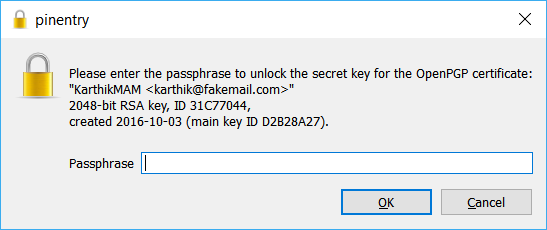 pinentry
Please enter the passphrase to unlock the secret key for the OpenPGP certificate:
"KarthikMAM <karthik@fakemail.com>"
2048-bit RSA key, ID 31C77044,
created 2016-10-03 (main key ID D2B28A27).
Passphrase
OK Cancel